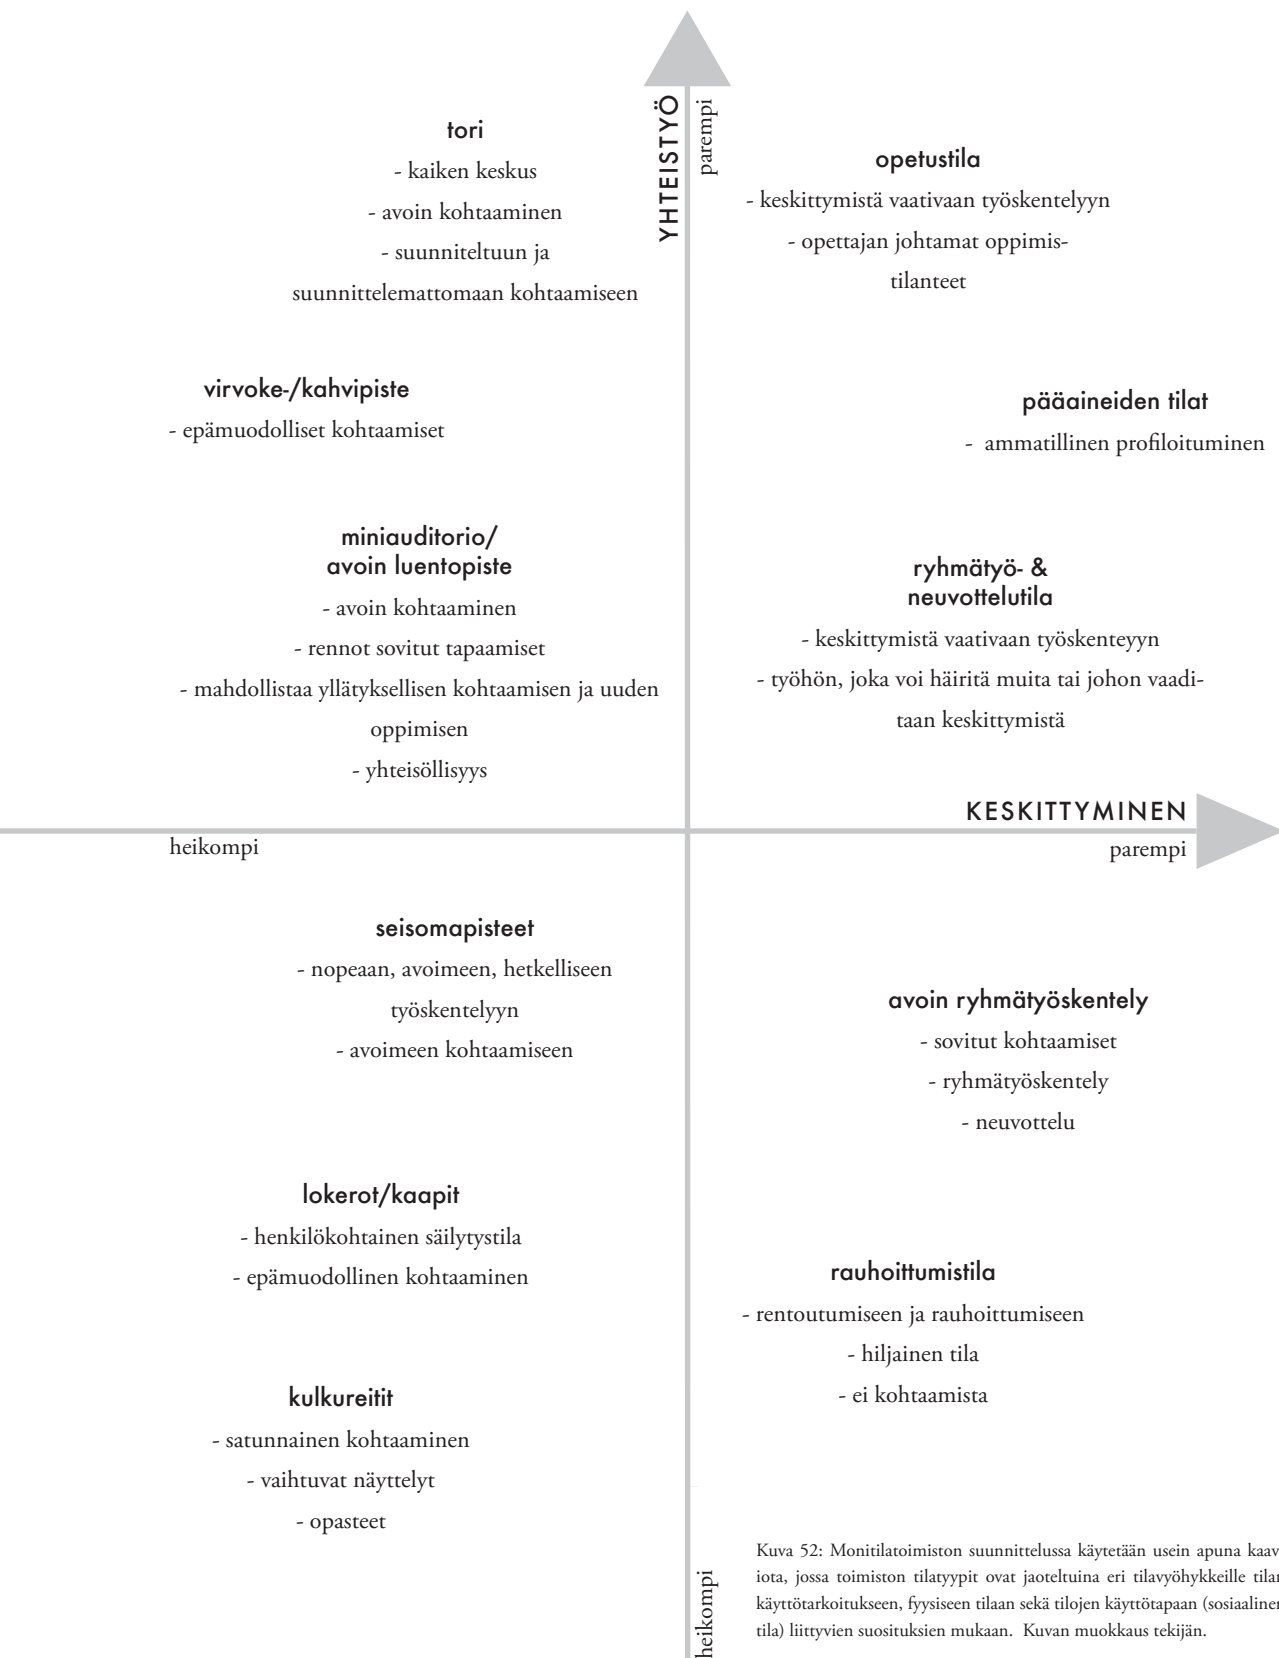 YHTEISTYÖ
parempi
tori
- kaiken keskus
- avoin kohtaaminen
- suunniteltuun ja
suunnittelemattomaan kohtaamiseen
opetustila
- keskittymistä vaativaan työskentelyyn
- opettajan johtamat oppimis-
tilanteet
virvoke-/kahvipiste
- epämuodolliset kohtaamiset
pääaineiden tilat
- ammatillinen profiloituminen
miniauditorio/
avoin luentopiste
- avoin kohtaaminen
- rennot sovitut tapaamiset
- mahdollistaa yllätyksellisen kohtaamisen ja uuden
oppimisen
- yhteisöllisyys
ryhmätyö- &
neuvottelutila
- keskittymistä vaativaan työskenteyyn
- työhön, joka voi häiritä muita tai johon vaadi-
taan keskittymistä
KESKITTYMINEN
heikompi
parempi
seisomapisteet
- nopeaan, avoimeen, hetkelliseen
työskentelyyn
- avoimeen kohtaamiseen
avoin ryhmätyöskentely
- sovitut kohtaamiset
- ryhmätyöskentely
- neuvottelu
lokerot/kaapit
- henkilökohtainen säilytystila
- epämuodollinen kohtaaminen
rauhoittumistila
- rentoutumiseen ja rauhoittumiseen
- hiljainen tila
- ei kohtaamista
kulkureitit
- satunnainen kohtaaminen
- vaihtuvat näyttelyt
- opasteet
heikompi
Kuva 52: Monitilatoimiston suunnittelussa käytetään usein apuna kaav
iota, jossa toimiston tilatyypit ovat jaoteltuina eri tilavyöhykkeille tilan
käyttötarkoitukseen, fyysiseen tilaan sekä tilojen käyttötapaan (sosiaalinen
tila) liittyvien suosituksien mukaan. Kuvan muokkaus tekijän.